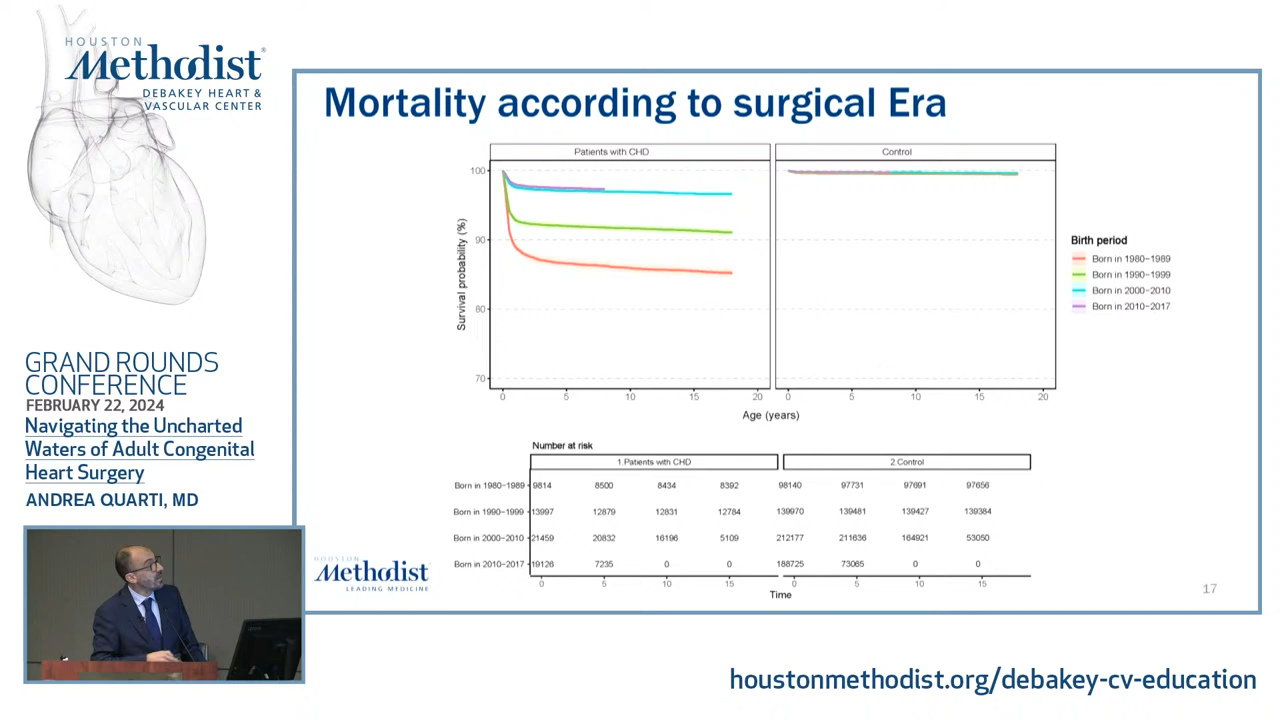 HOUSTON
Methodist®
DEBAKEY HEART &
VASCULAR CENTER
GRAND ROUNDS
CONFERENCE
FEBRUARY 22, 2024
Navigating the Uncharted
Waters of Adult Congenital
Heart Surgery
ANDREA QUARTI, MD
Mortality according to surgical Era
Patients with CHD
Control
Survival probability (%)
100
90
80
70
0 5 10 15 20
0 5 10 15 20
Age (years)
Birth period
Born in 1980–1989
Born in 1990–1999
Born in 2000–2010
Born in 2010–2017
Number at risk
1.Patients with CHD 2.Control
Born in 1980–1989 9814 8500 8434 8392 98140 97731 97691 97656
Born in 1990–1999 13997 12879 12831 12784 139970 139481 139427 139384
Born in 2000–2010 21459 20832 16196 5109 212177 211636 164921 53050
Born in 2010–2017 19126 7235 0 0 188725 73065 0 0
0 5 10 15 0 5 10 15
Time
HOUSTON
Methodist
LEADING MEDICINE
17
houstonmethodist.org/debakey-cv-education